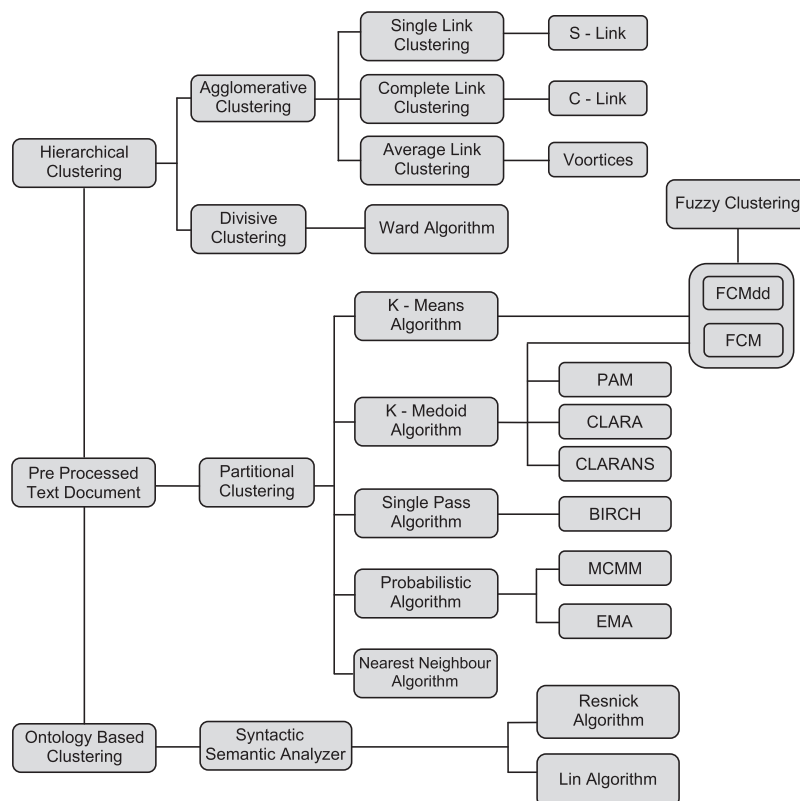 Single Link
Clustering
S - Link
Agglomerative
Clustering
Complete Link
Clustering
C - Link
Hierarchical
Clustering
Average Link
Clustering
Voortices
Divisive
Clustering
Ward Algorithm
Fuzzy Clustering
FCMdd
FCM
K - Means
Algorithm
K - Medoid
Algorithm
PAM
CLARA
CLARANS
Pre Processed
Text Document
Partitional
Clustering
Single Pass
Algorithm
BIRCH
Probabilistic
Algorithm
MCMM
EMA
Nearest Neighbour
Algorithm
Ontology Based
Clustering
Syntactic
Semantic Analyzer
Resnick
Algorithm
Lin Algorithm